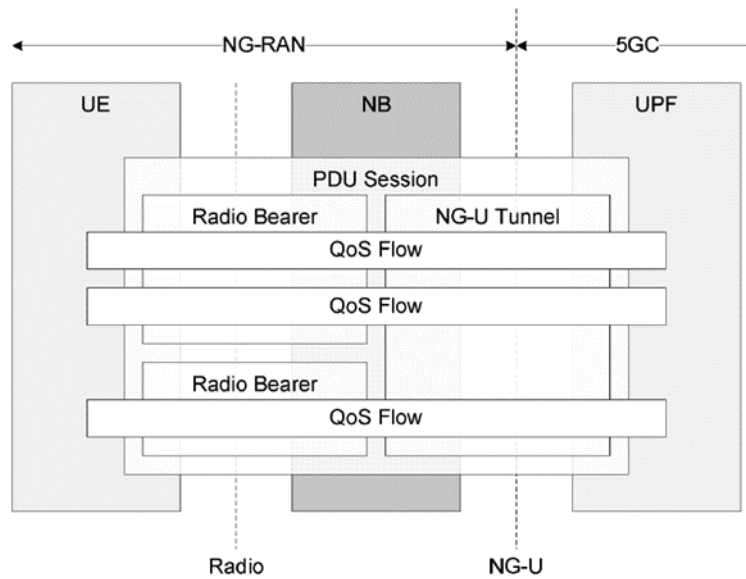 NG-RAN 5GC
UE NB UPF
PDU Session
Radio Bearer NG-U Tunnel
QoS Flow
QoS Flow
Radio Bearer
QoS Flow
Radio NG-U